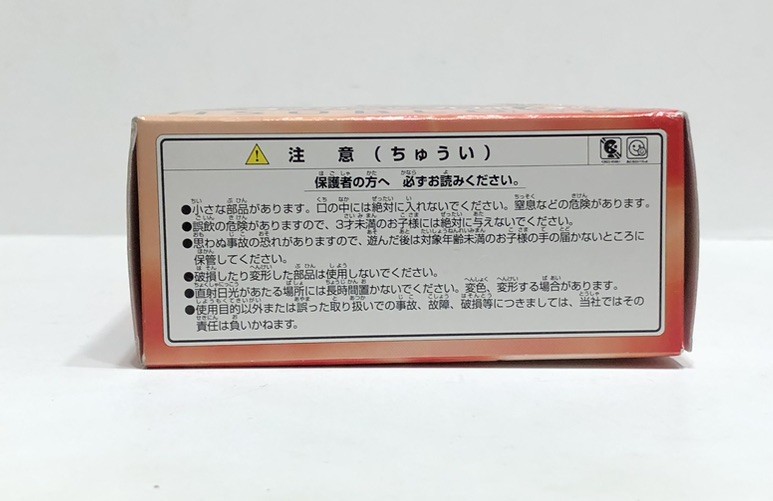 注 意（ちゅうい）
保護者の方へ 必ずお読みください。
●小さな部品があります。口の中には絶対に入れないでください。窒息などの危険があります。
●誤飲の危険がありますので、3才未満のお子様には絶対に与えないでください。
●思わぬ事故の恐れがありますので、遊んだ後は対象年齢未満のお子様の手の届かないところに
保管してください。
●破損したり変形した部品は使用しないでください。
●直射日光があたる場所には長時間置かないでください。変色、変形する場合があります。
●使用目的以外または誤った取り扱いでの事故、故障、破損等につきましては、当社ではその
責任は負いかねます。